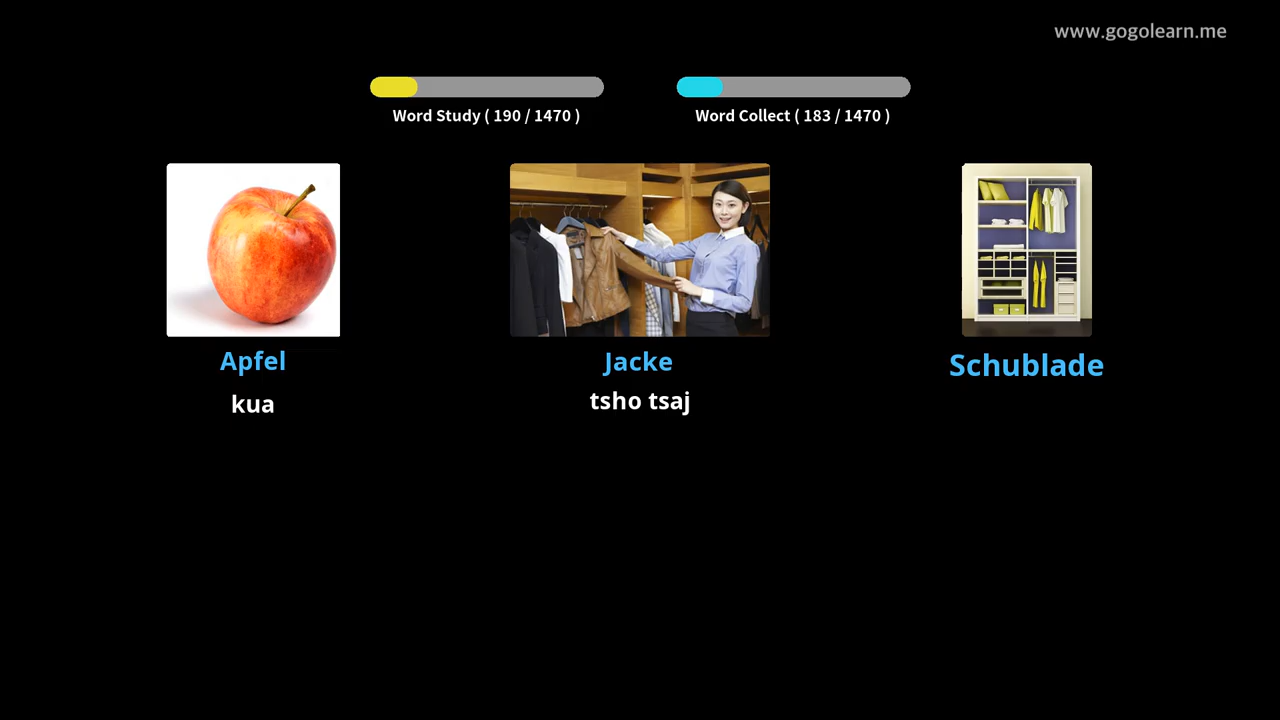 www.gogolearn.me
Word Study ( 190 / 1470 )
Word Collect ( 183 / 1470 )
Apfel
Jacke
Schublade
kua
tsho tsaj